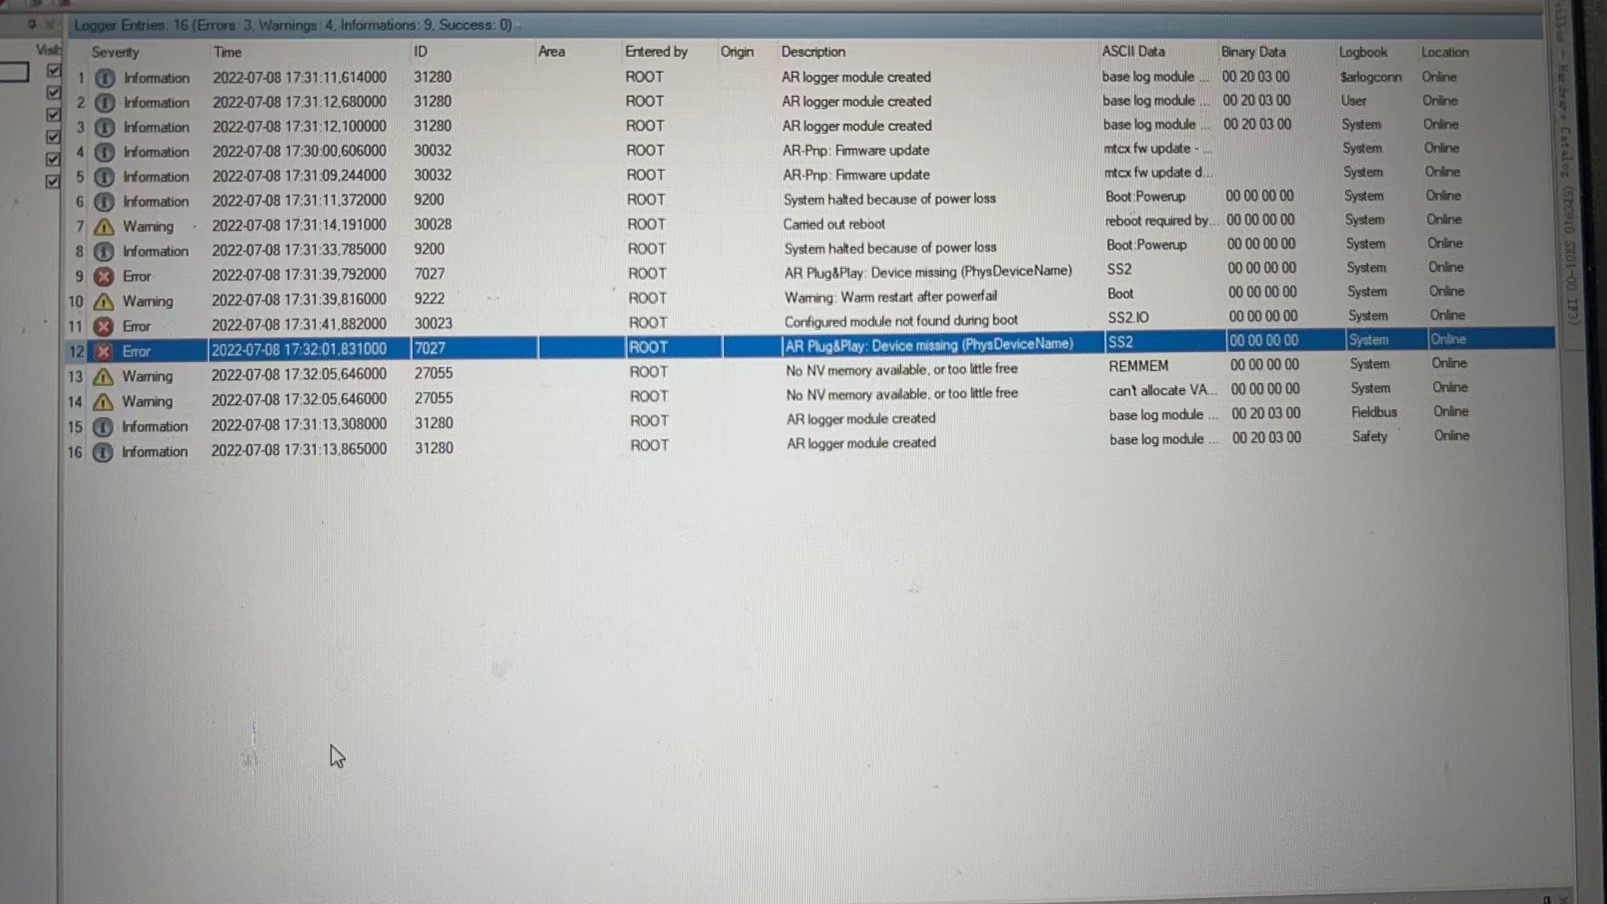 Logger Entries: 16 (Errors: 3, Warnings: 4, Informations: 9, Success: 0)
Severity Time ID Area Entered by Origin Description ASCII Data Binary Data Logbook Location
1 Information 2022-07-08 17:31:11,614000 31280 ROOT AR logger module created base log module ... 00 20 03 00 $arlogconn Online
2 Information 2022-07-08 17:31:12,680000 31280 ROOT AR logger module created base log module ... 00 20 03 00 User Online
3 Information 2022-07-08 17:31:12,100000 31280 ROOT AR logger module created base log module ... 00 20 03 00 System Online
4 Information 2022-07-08 17:30:00,606000 30032 ROOT AR-Pnp: Firmware update mtcx fw update - ... System Online
5 Information 2022-07-08 17:31:09,244000 30032 ROOT AR-Pnp: Firmware update mtcx fw update d... System Online
6 Information 2022-07-08 17:31:11,372000 9200 ROOT System halted because of power loss Boot:Powerup 00 00 00 00 System Online
7 Warning 2022-07-08 17:31:14,191000 30028 ROOT Carried out reboot reboot required by... 00 00 00 00 System Online
8 Information 2022-07-08 17:31:33,785000 9200 ROOT System halted because of power loss Boot:Powerup 00 00 00 00 System Online
9 Error 2022-07-08 17:31:39,792000 7027 ROOT AR Plug&Play: Device missing (PhysDeviceName) SS2 00 00 00 00 System Online
10 Warning 2022-07-08 17:31:39,816000 9222 ROOT Warning: Warm restart after powerfail Boot 00 00 00 00 System Online
11 Error 2022-07-08 17:31:41,882000 30023 ROOT Configured module not found during boot SS2.IO 00 00 00 00 System Online
12 Error 2022-07-08 17:32:01,831000 7027 ROOT AR Plug&Play: Device missing (PhysDeviceName) SS2 00 00 00 00 System Online
13 Warning 2022-07-08 17:32:05,646000 27055 ROOT No NV memory available, or too little free REMMEM 00 00 00 00 System Online
14 Warning 2022-07-08 17:32:05,646000 27055 ROOT No NV memory available, or too little free can't allocate VA... 00 00 00 00 System Online
15 Information 2022-07-08 17:31:13,308000 31280 ROOT AR logger module created base log module ... 00 20 03 00 Fieldbus Online
16 Information 2022-07-08 17:31:13,865000 31280 ROOT AR logger module created base log module ... 00 20 03 00 Safety Online
Hardware Catalog